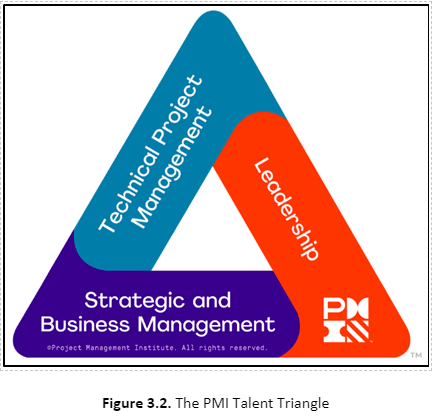 Technical Project
Management
Leadership
Strategic and
Business Management
©Project Management Institute. All rights reserved.
PMI
TM
Figure 3.2. The PMI Talent Triangle